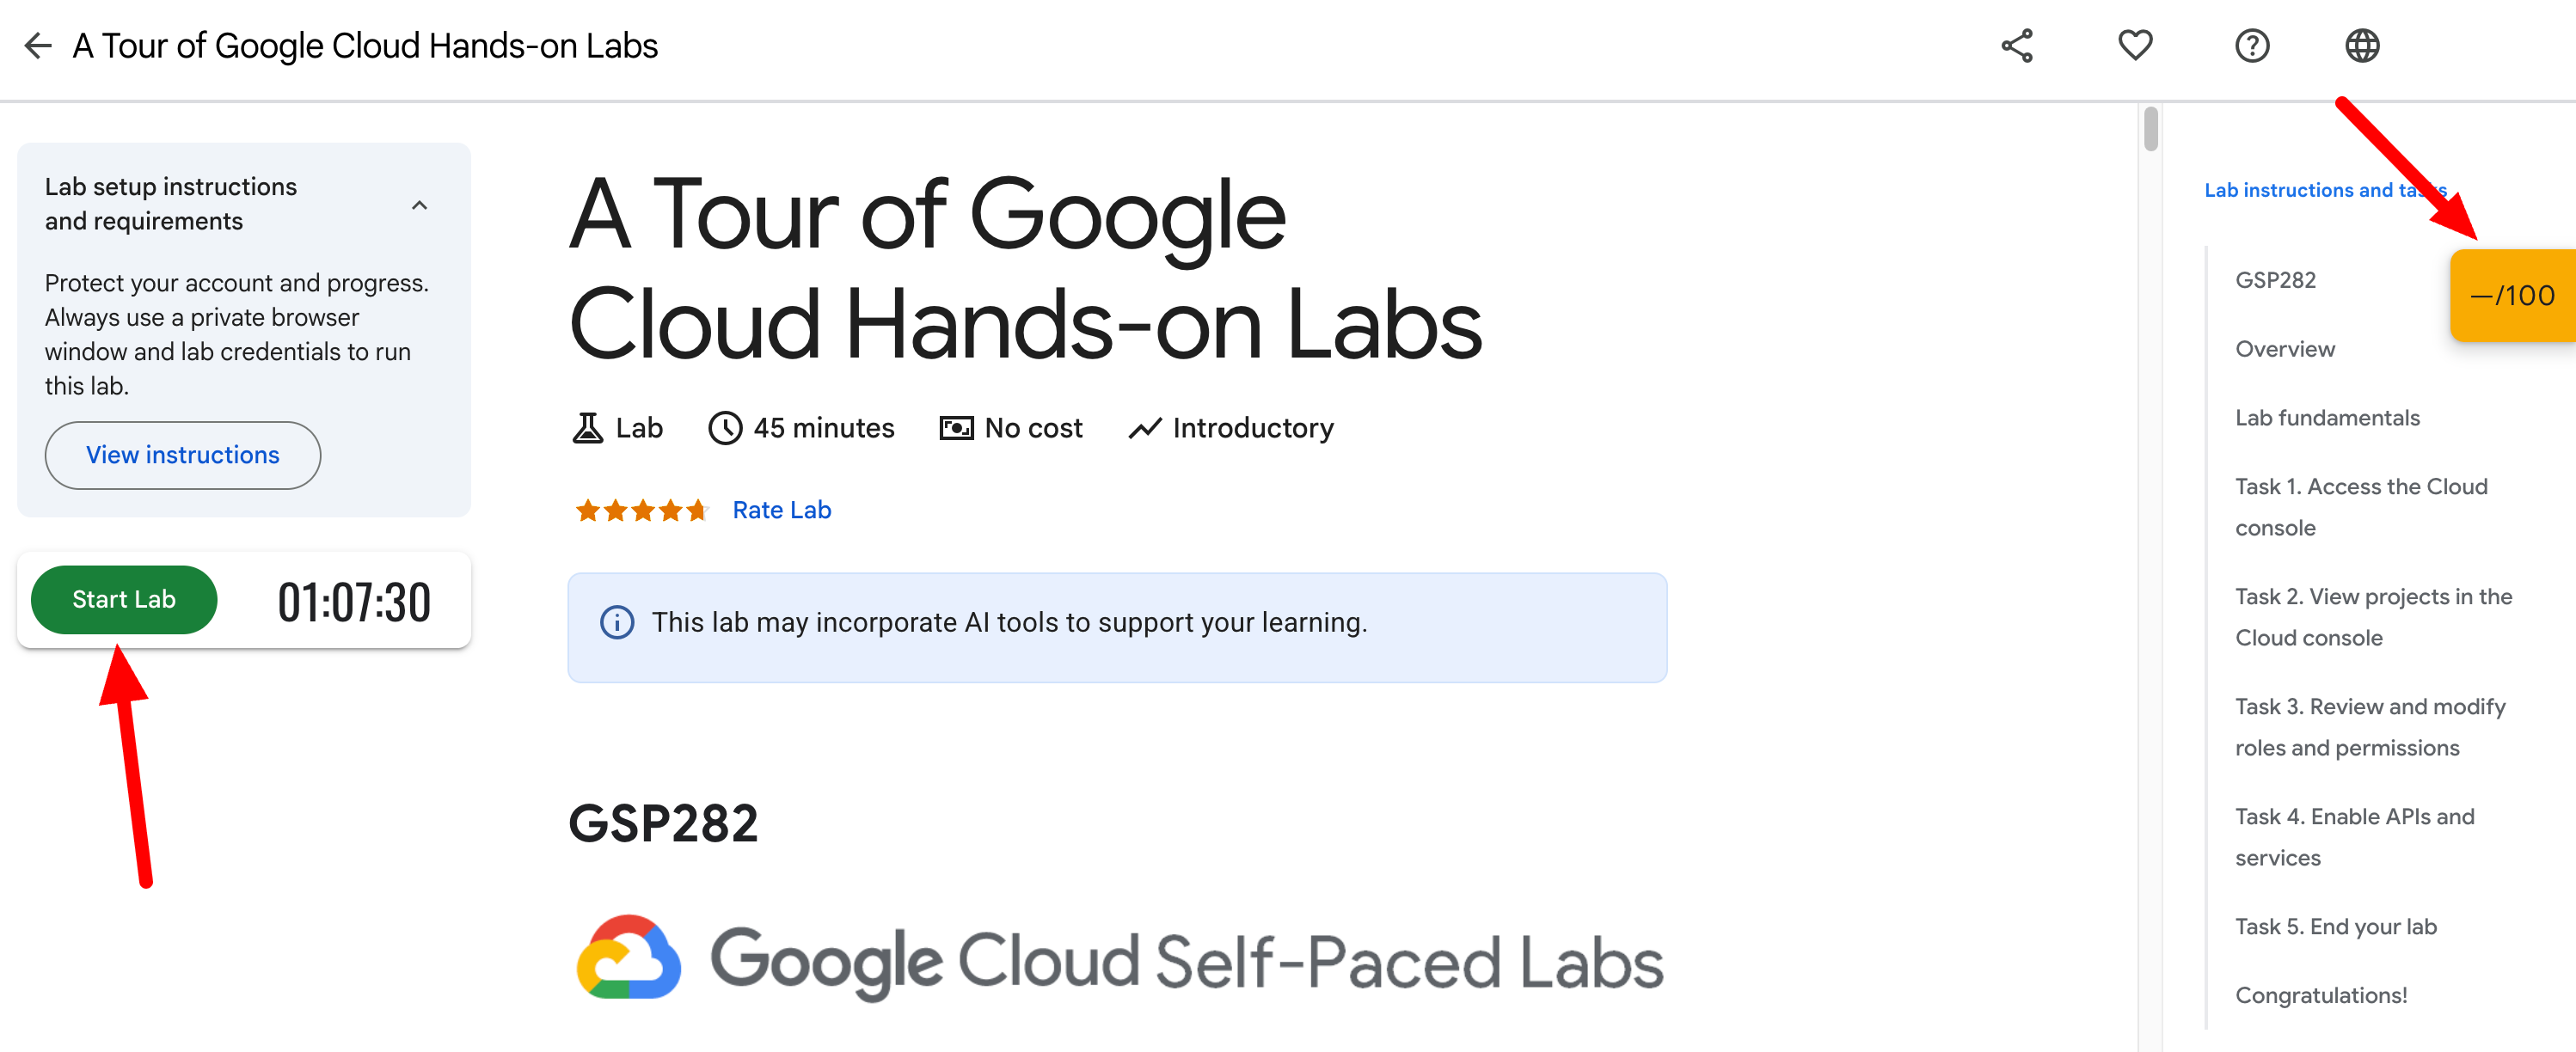 A Tour of Google Cloud Hands-on Labs
Lab setup instructions
and requirements
Protect your account and progress.
Always use a private browser
window and lab credentials to run
this lab.
View instructions
Start Lab
01:07:30
A Tour of Google
Cloud Hands-on Labs
Lab
45 minutes
No cost
Introductory
Rate Lab
This lab may incorporate AI tools to support your learning.
GSP282
Google Cloud Self-Paced Labs
Lab instructions and tasks
GSP282
—/100
Overview
Lab fundamentals
Task 1. Access the Cloud
console
Task 2. View projects in the
Cloud console
Task 3. Review and modify
roles and permissions
Task 4. Enable APIs and
services
Task 5. End your lab
Congratulations!